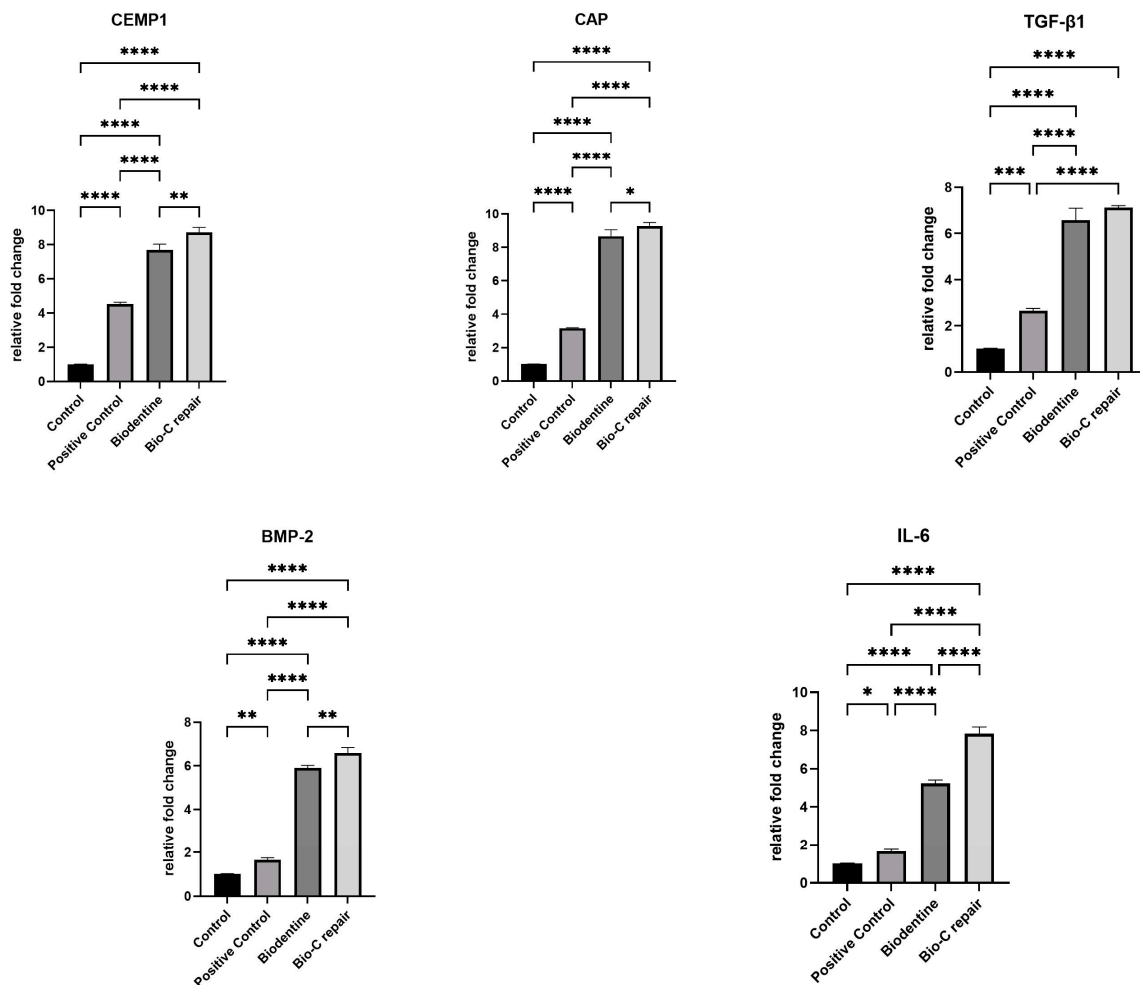 CEMP1
****
****
****
****
**** **
10
8
6
4
2
0
relative fold change
Control
Positive Control
Biodentine
Bio-C repair
CAP
****
****
****
****
**** *
10
8
6
4
2
0
relative fold change
Control
Positive Control
Biodentine
Bio-C repair
TGF-β1
****
****
****
*** ****
8
6
4
2
0
relative fold change
Control
Positive Control
Biodentine
Bio-C repair
BMP-2
****
****
****
****
** **
8
6
4
2
0
relative fold change
Control
Positive Control
Biodentine
Bio-C repair
IL-6
****
****
**** ****
* ****
10
8
6
4
2
0
relative fold change
Control
Positive Control
Biodentine
Bio-C repair